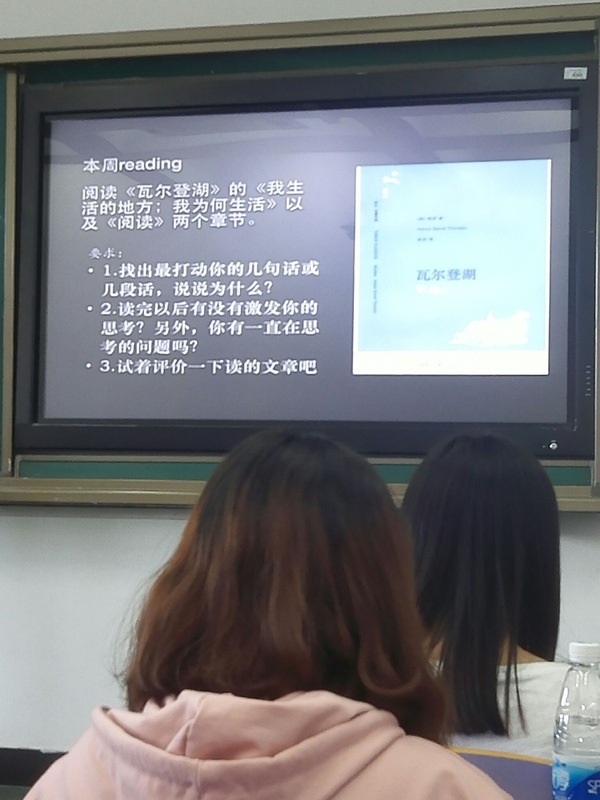 本周reading
阅读《瓦尔登湖》的《我生
活的地方；我为何生活》以
及《阅读》两个章节。
要求：
• 1.找出最打动你的几句话或
几段话，说说为什么？
• 2.读完以后有没有激发你的
思考？另外，你有一直在思
考的问题吗？
• 3.试着评价一下读的文章吧
瓦尔登湖